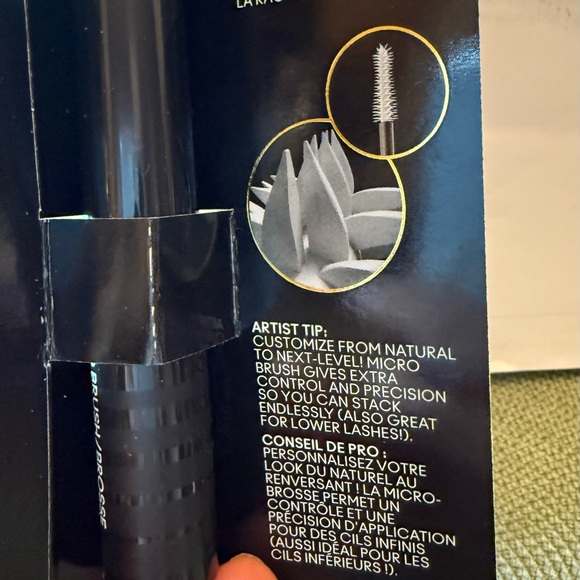 ARTIST TIP:
CUSTOMIZE FROM NATURAL
TO NEXT-LEVEL! MICRO
BRUSH GIVES EXTRA
CONTROL AND PRECISION
SO YOU CAN STACK
ENDLESSLY (ALSO GREAT
FOR LOWER LASHES!).
CONSEIL DE PRO :
PERSONNALISEZ VOTRE
LOOK DU NATUREL AU
RENVERSANT ! LA MICRO-
BROSSE PERMET UN
CONTRÔLE ET UNE
PRÉCISION D'APPLICATION
POUR DES CILS INFINIS
(AUSSI IDÉAL POUR LES
CILS INFÉRIEURS !).
BRUSH/BROSSE